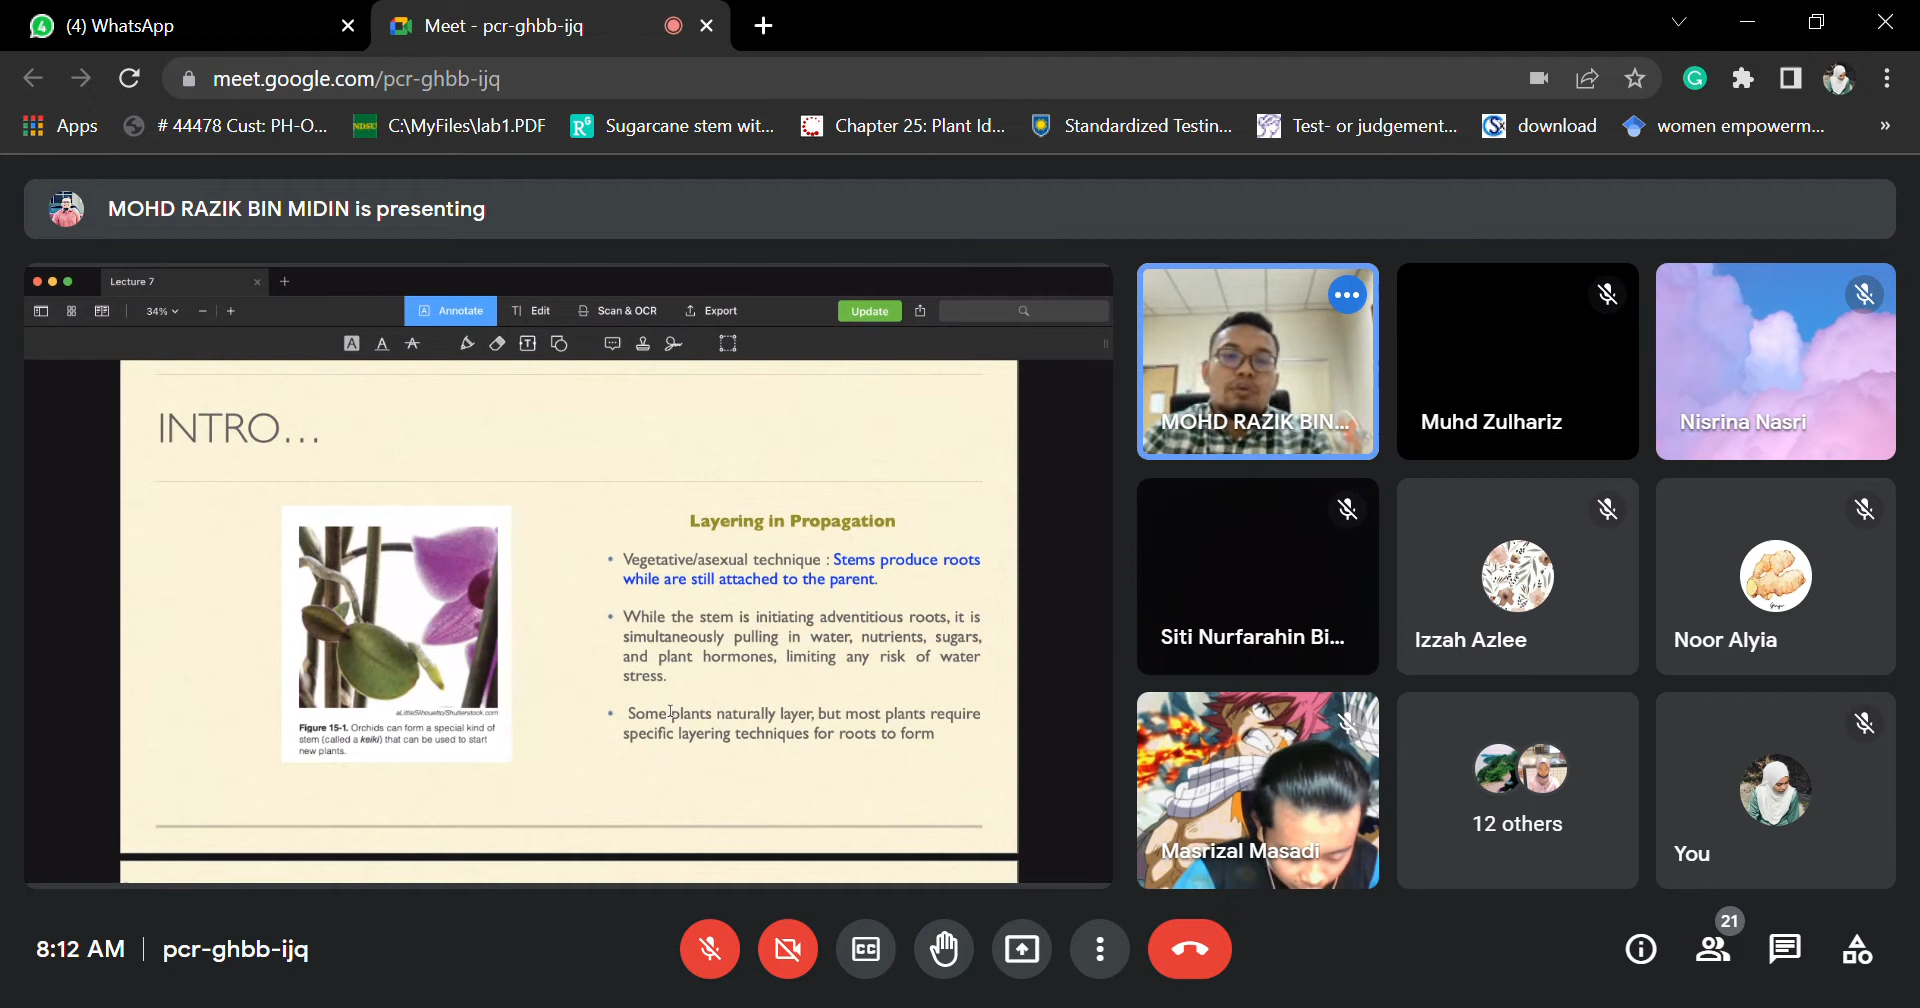 (4) WhatsApp
Meet - pcr-ghbb-ijq
meet.google.com/pcr-ghbb-ijq
Apps
# 44478 Cust: PH-O...
NDSU
C:\MyFiles\lab1.PDF
Sugarcane stem wit...
Chapter 25: Plant Id...
Standardized Testin...
Test- or judgement...
download
women empowerm...
»
MOHD RAZIK BIN MIDIN is presenting
Lecture 7
34%
Annotate
Edit
Scan & OCR
Export
Update
INTRO...
Layering in Propagation
• Vegetative/asexual technique : Stems produce roots
while are still attached to the parent.
• While the stem is initiating adventitious roots, it is
simultaneously pulling in water, nutrients, sugars,
and plant hormones, limiting any risk of water
stress.
• Some plants naturally layer, but most plants require
specific layering techniques for roots to form
aLittleSilhouetto/Shutterstock.com
Figure 15-1. Orchids can form a special kind of
stem (called a keiki) that can be used to start
new plants.
MOHD RAZIK BIN...
Muhd Zulhariz
Nisrina Nasri
Siti Nurfarahin Bi...
Izzah Azlee
Noor Alyia
Masrizal Masadi
12 others
You
8:12 AM
pcr-ghbb-ijq
CC
21